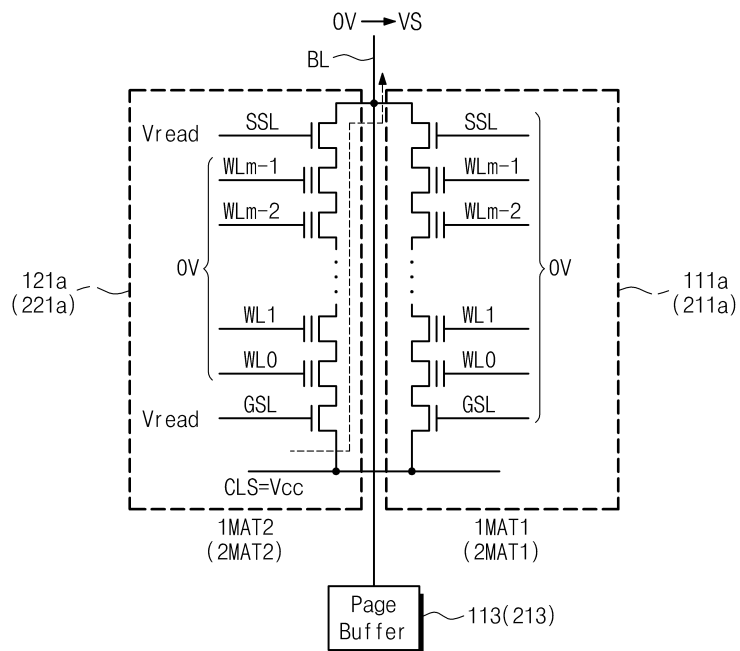 0V → VS
BL
Vread
SSL
WLm-1
WLm-2
0V
WL1
WL0
Vread
GSL
CLS=Vcc
SSL
WLm-1
WLm-2
0V
WL1
WL0
GSL
121a
(221a)
111a
(211a)
1MAT2
(2MAT2)
1MAT1
(2MAT1)
Page
Buffer
113(213)